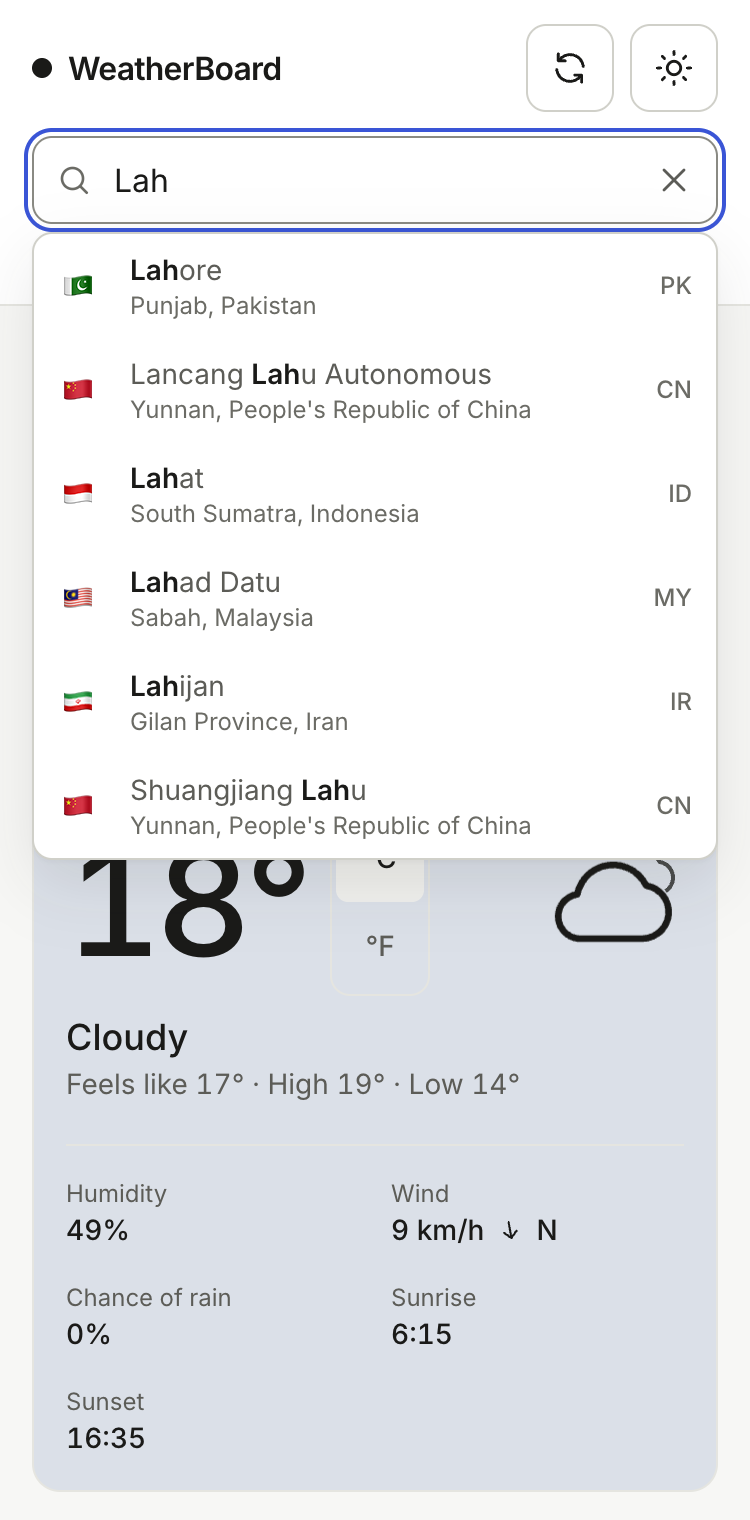 WeatherBoard
Lah
Lahore
Punjab, Pakistan
PK
Lancang Lahu Autonomous
Yunnan, People's Republic of China
CN
Lahat
South Sumatra, Indonesia
ID
Lahad Datu
Sabah, Malaysia
MY
Lahijan
Gilan Province, Iran
IR
Shuangjiang Lahu
Yunnan, People's Republic of China
CN
18°
°F
Cloudy
Feels like 17° · High 19° · Low 14°
Humidity
49%
Wind
9 km/h ↓ N
Chance of rain
0%
Sunrise
6:15
Sunset
16:35